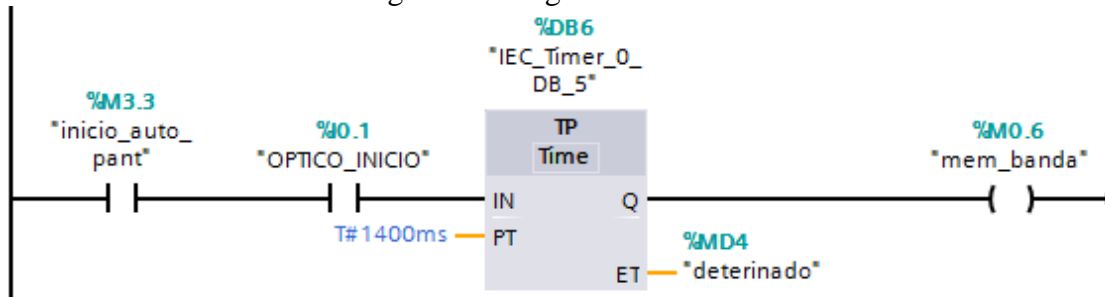 %DB6
"IEC_Timer_0_
DB_5"
%M3.3
"inicio_auto_
pant"
%I0.1
"OPTICO_INICIO"
TP
Time
%M0.6
"mem_banda"
IN
Q
T#1400ms
PT
%MD4
ET
"deterinado"